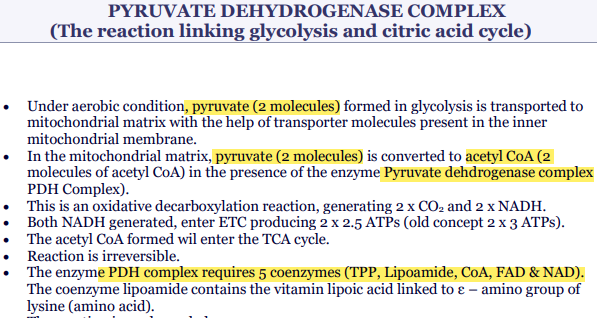 PYRUVATE DEHYDROGENASE COMPLEX
(The reaction linking glycolysis and citric acid cycle)
• Under aerobic condition, pyruvate (2 molecules) formed in glycolysis is transported to
mitochondrial matrix with the help of transporter molecules present in the inner
mitochondrial membrane.
• In the mitochondrial matrix, pyruvate (2 molecules) is converted to acetyl CoA (2
molecules of acetyl CoA) in the presence of the enzyme Pyruvate dehdrogenase complex
PDH Complex).
• This is an oxidative decarboxylation reaction, generating 2 x CO₂ and 2 x NADH.
• Both NADH generated, enter ETC producing 2 x 2.5 ATPs (old concept 2 x 3 ATPs).
• The acetyl CoA formed wil enter the TCA cycle.
• Reaction is irreversible.
• The enzyme PDH complex requires 5 coenzymes (TPP, Lipoamide, CoA, FAD & NAD).
The coenzyme lipoamide contains the vitamin lipoic acid linked to ε – amino group of
lysine (amino acid).